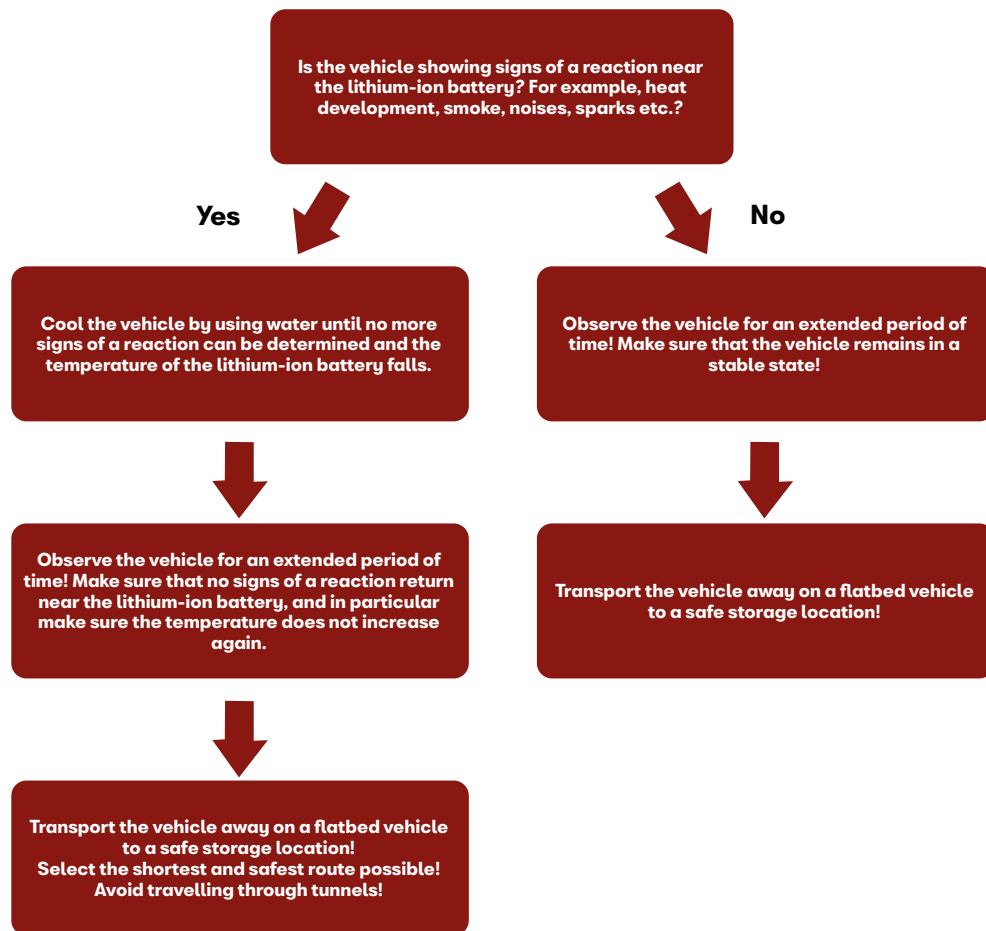 Is the vehicle showing signs of a reaction near
the lithium-ion battery? For example, heat
development, smoke, noises, sparks etc.?
Yes
No
Cool the vehicle by using water until no more
signs of a reaction can be determined and the
temperature of the lithium-ion battery falls.
Observe the vehicle for an extended period of
time! Make sure that the vehicle remains in a
stable state!
Observe the vehicle for an extended period of
time! Make sure that no signs of a reaction return
near the lithium-ion battery, and in particular
make sure the temperature does not increase
again.
Transport the vehicle away on a flatbed vehicle
to a safe storage location!
Transport the vehicle away on a flatbed vehicle
to a safe storage location!
Select the shortest and safest route possible!
Avoid travelling through tunnels!